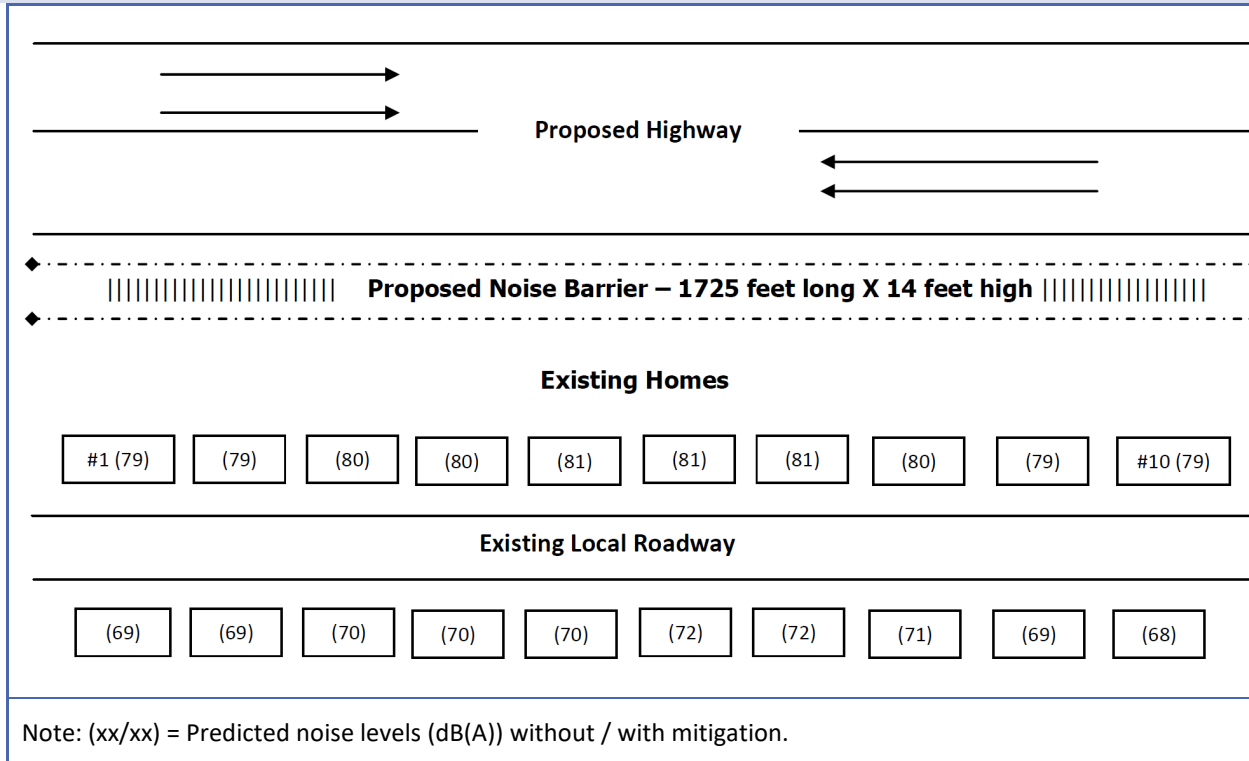 Proposed Highway
Proposed Noise Barrier – 1725 feet long X 14 feet high
Existing Homes
#1 (79) (79) (80) (80) (81) (81) (81) (80) (79) #10 (79)
Existing Local Roadway
(69) (69) (70) (70) (70) (72) (72) (71) (69) (68)
Note: (xx/xx) = Predicted noise levels (dB(A)) without / with mitigation.